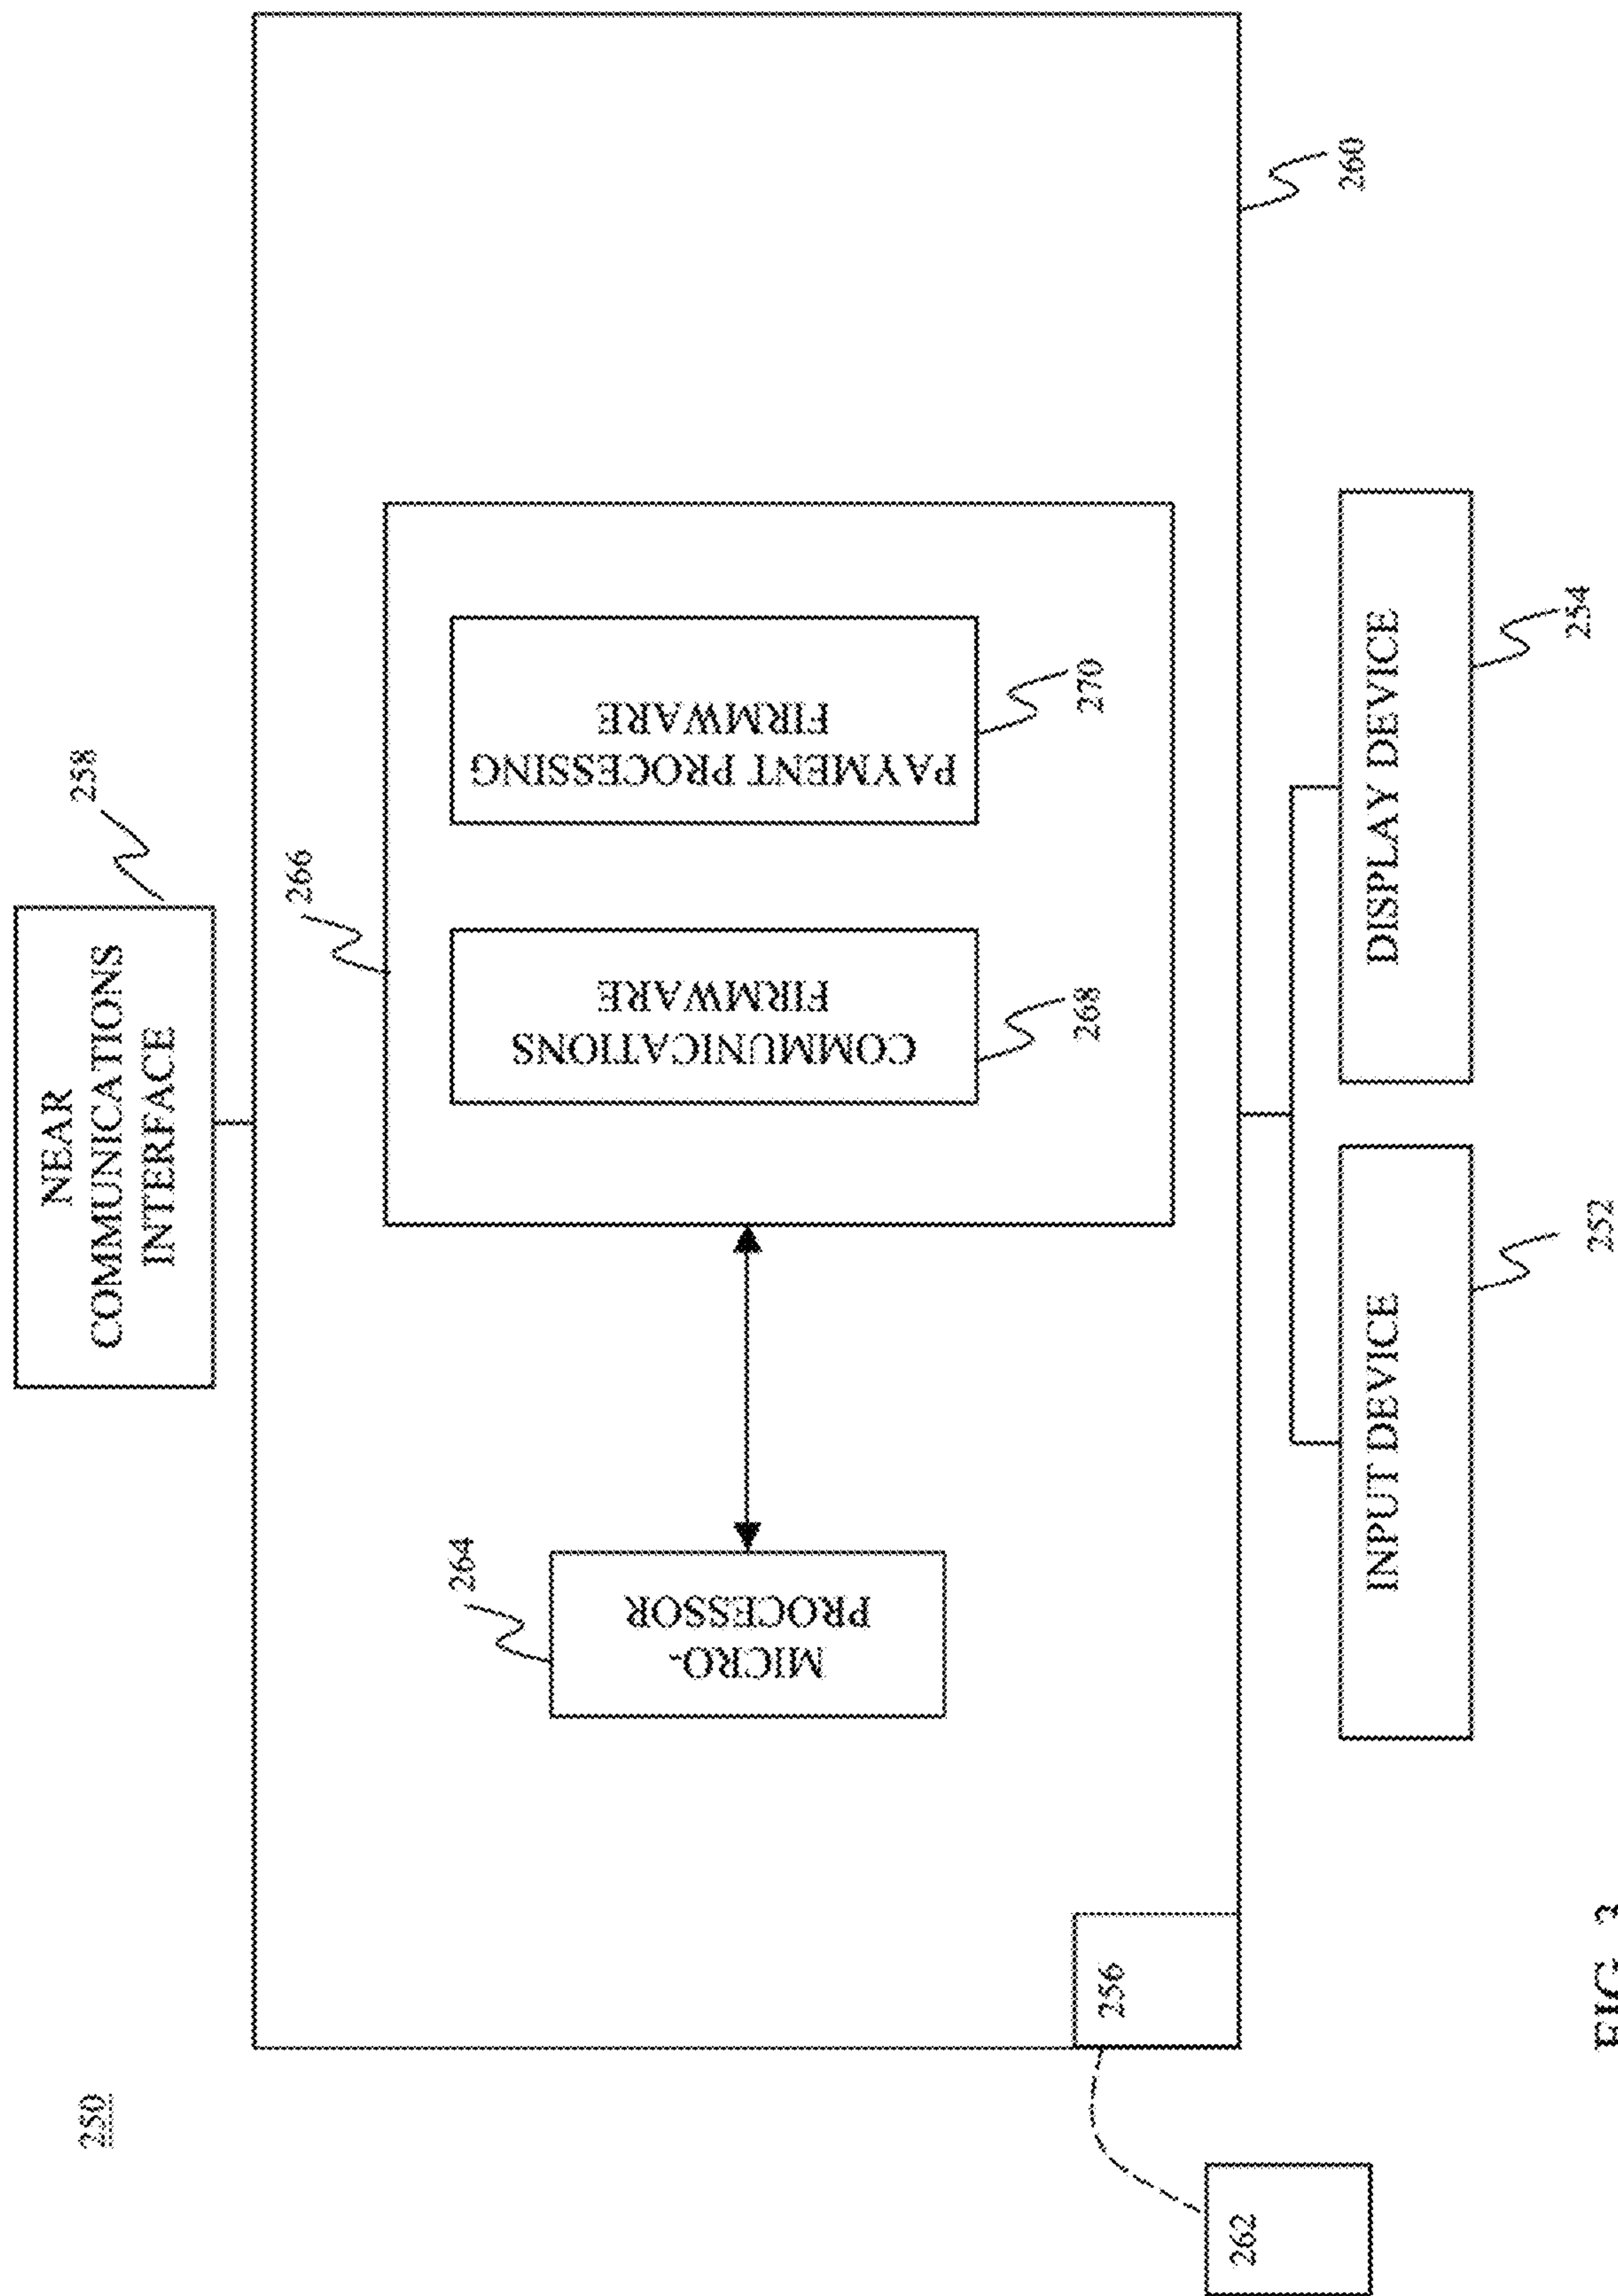 250
NEAR
COMMUNICATIONS
INTERFACE
258
266
264
MICRO-
PROCESSOR
COMMUNICATIONS
FIRMWARE
268
PAYMENT PROCESSING
FIRMWARE
270
256
262
260
INPUT DEVICE
252
DISPLAY DEVICE
254
FIG. 3